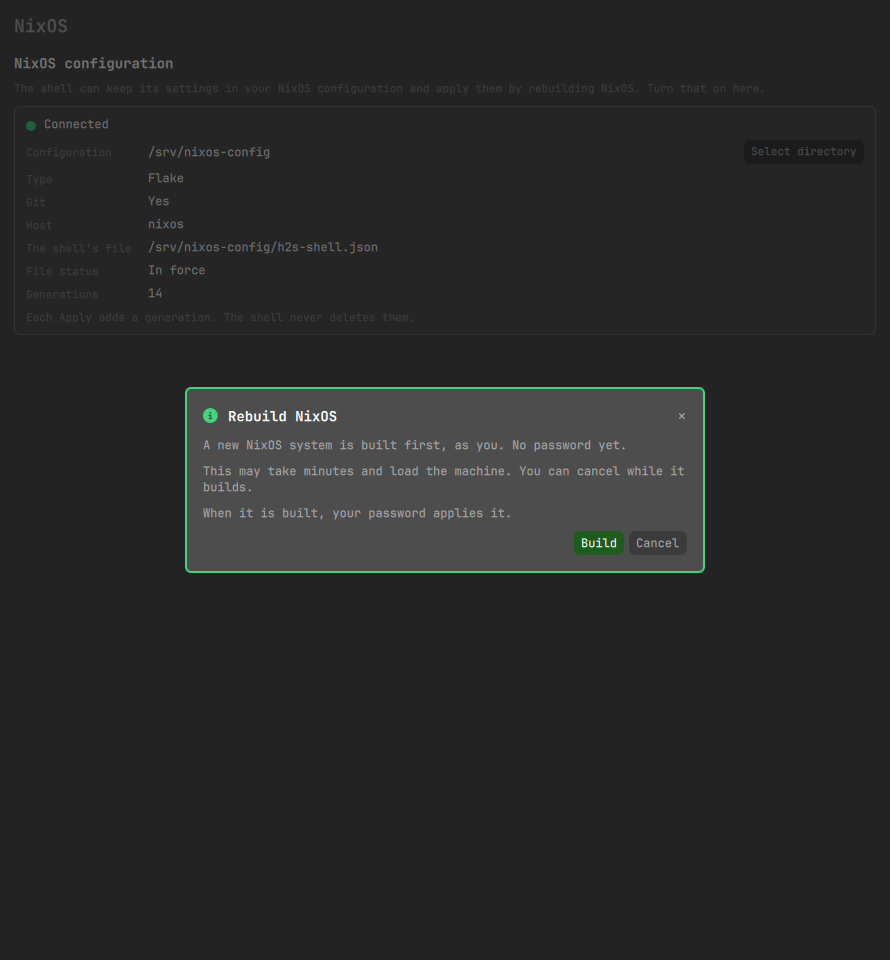 NixOS
NixOS configuration
The shell can keep its settings in your NixOS configuration and apply them by rebuilding NixOS. Turn that on here.
Connected
Configuration /srv/nixos-config Select directory
Type Flake
Git Yes
Host nixos
The shell's file /srv/nixos-config/h2s-shell.json
File status In force
Generations 14
Each Apply adds a generation. The shell never deletes them.
i Rebuild NixOS ×
A new NixOS system is built first, as you. No password yet.
This may take minutes and load the machine. You can cancel while it
builds.
When it is built, your password applies it.
Build Cancel